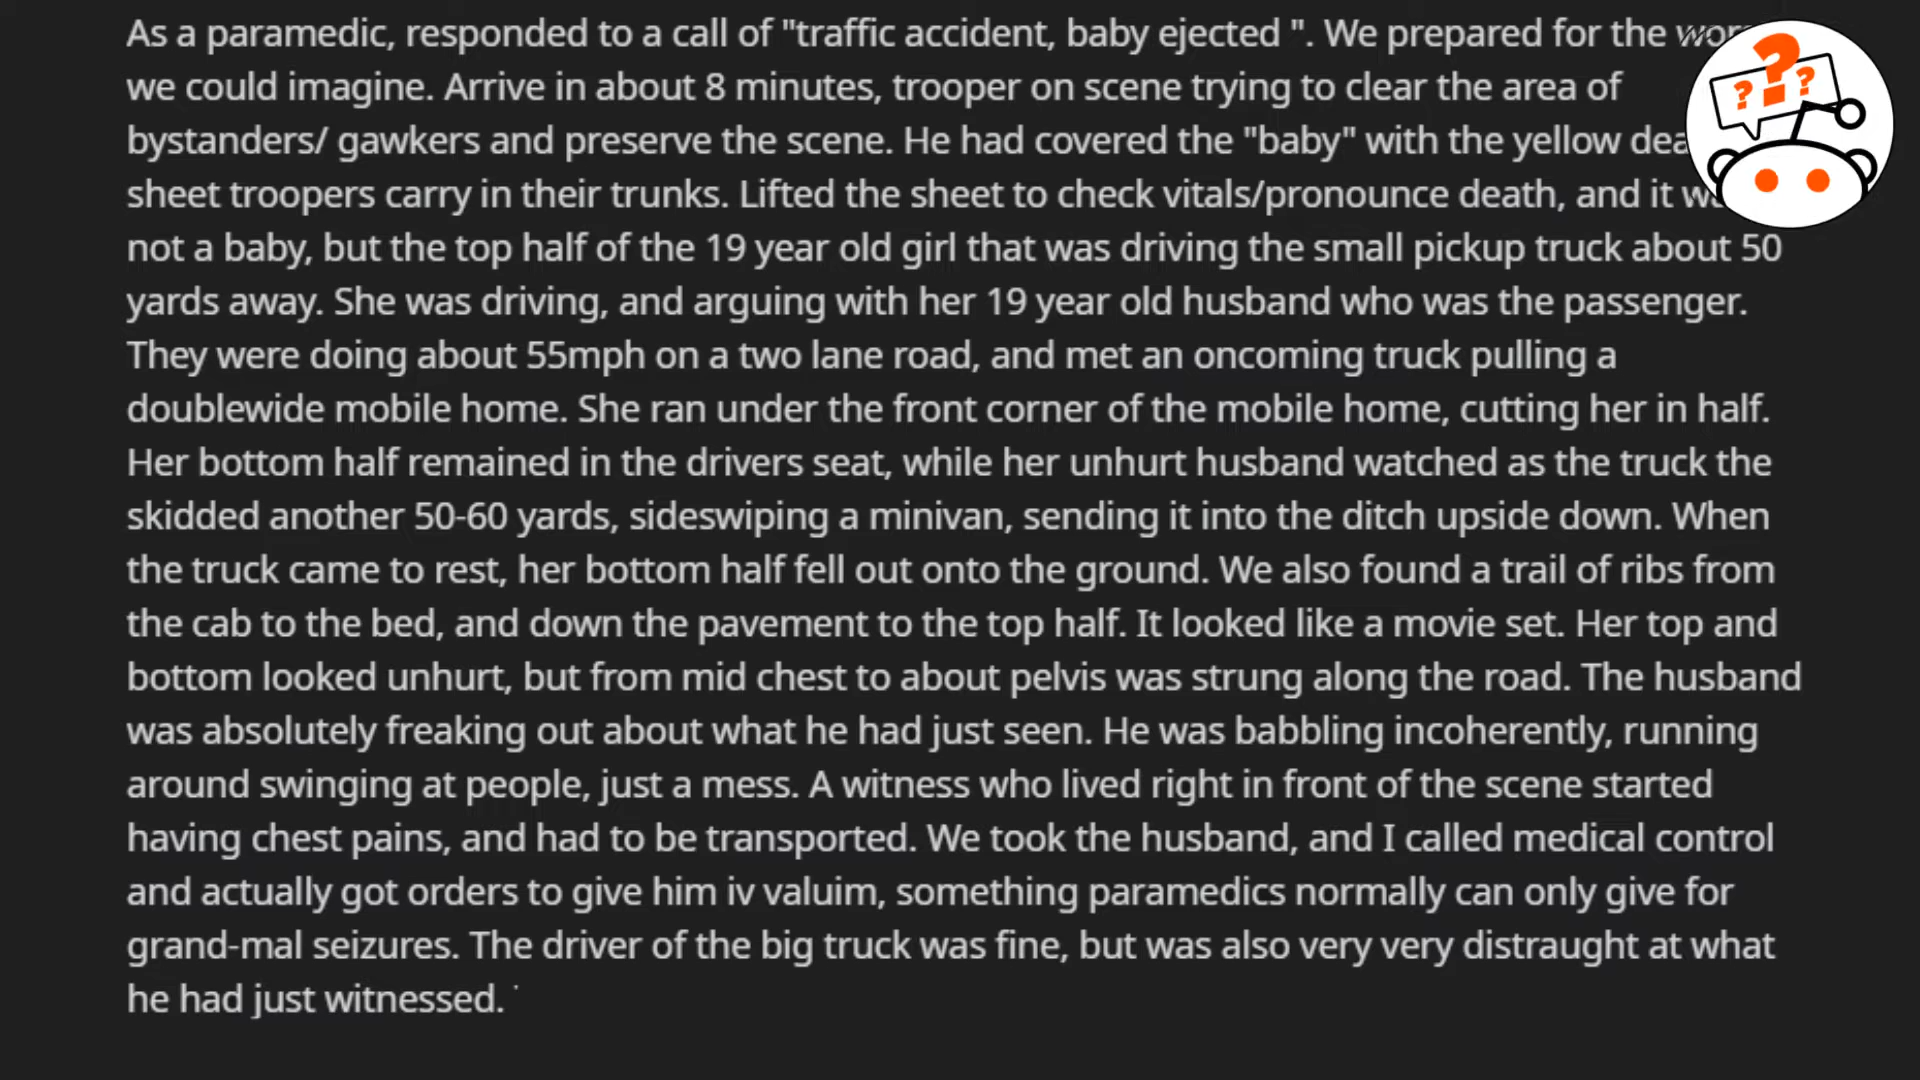 As a paramedic, responded to a call of "traffic accident, baby ejected ". We prepared for the
we could imagine. Arrive in about 8 minutes, trooper on scene trying to clear the area of
bystanders/ gawkers and preserve the scene. He had covered the "baby" with the yellow
sheet troopers carry in their trunks. Lifted the sheet to check vitals/pronounce death, and it
not a baby, but the top half of the 19 year old girl that was driving the small pickup truck about 50
yards away. She was driving, and arguing with her 19 year old husband who was the passenger.
They were doing about 55mph on a two lane road, and met an oncoming truck pulling a
doublewide mobile home. She ran under the front corner of the mobile home, cutting her in half.
Her bottom half remained in the drivers seat, while her unhurt husband watched as the truck the
skidded another 50-60 yards, sideswiping a minivan, sending it into the ditch upside down. When
the truck came to rest, her bottom half fell out onto the ground. We also found a trail of ribs from
the cab to the bed, and down the pavement to the top half. It looked like a movie set. Her top and
bottom looked unhurt, but from mid chest to about pelvis was strung along the road. The husband
was absolutely freaking out about what he had just seen. He was babbling incoherently, running
around swinging at people, just a mess. A witness who lived right in front of the scene started
having chest pains, and had to be transported. We took the husband, and I called medical control
and actually got orders to give him iv valuim, something paramedics normally can only give for
grand-mal seizures. The driver of the big truck was fine, but was also very very distraught at what
he had just witnessed.